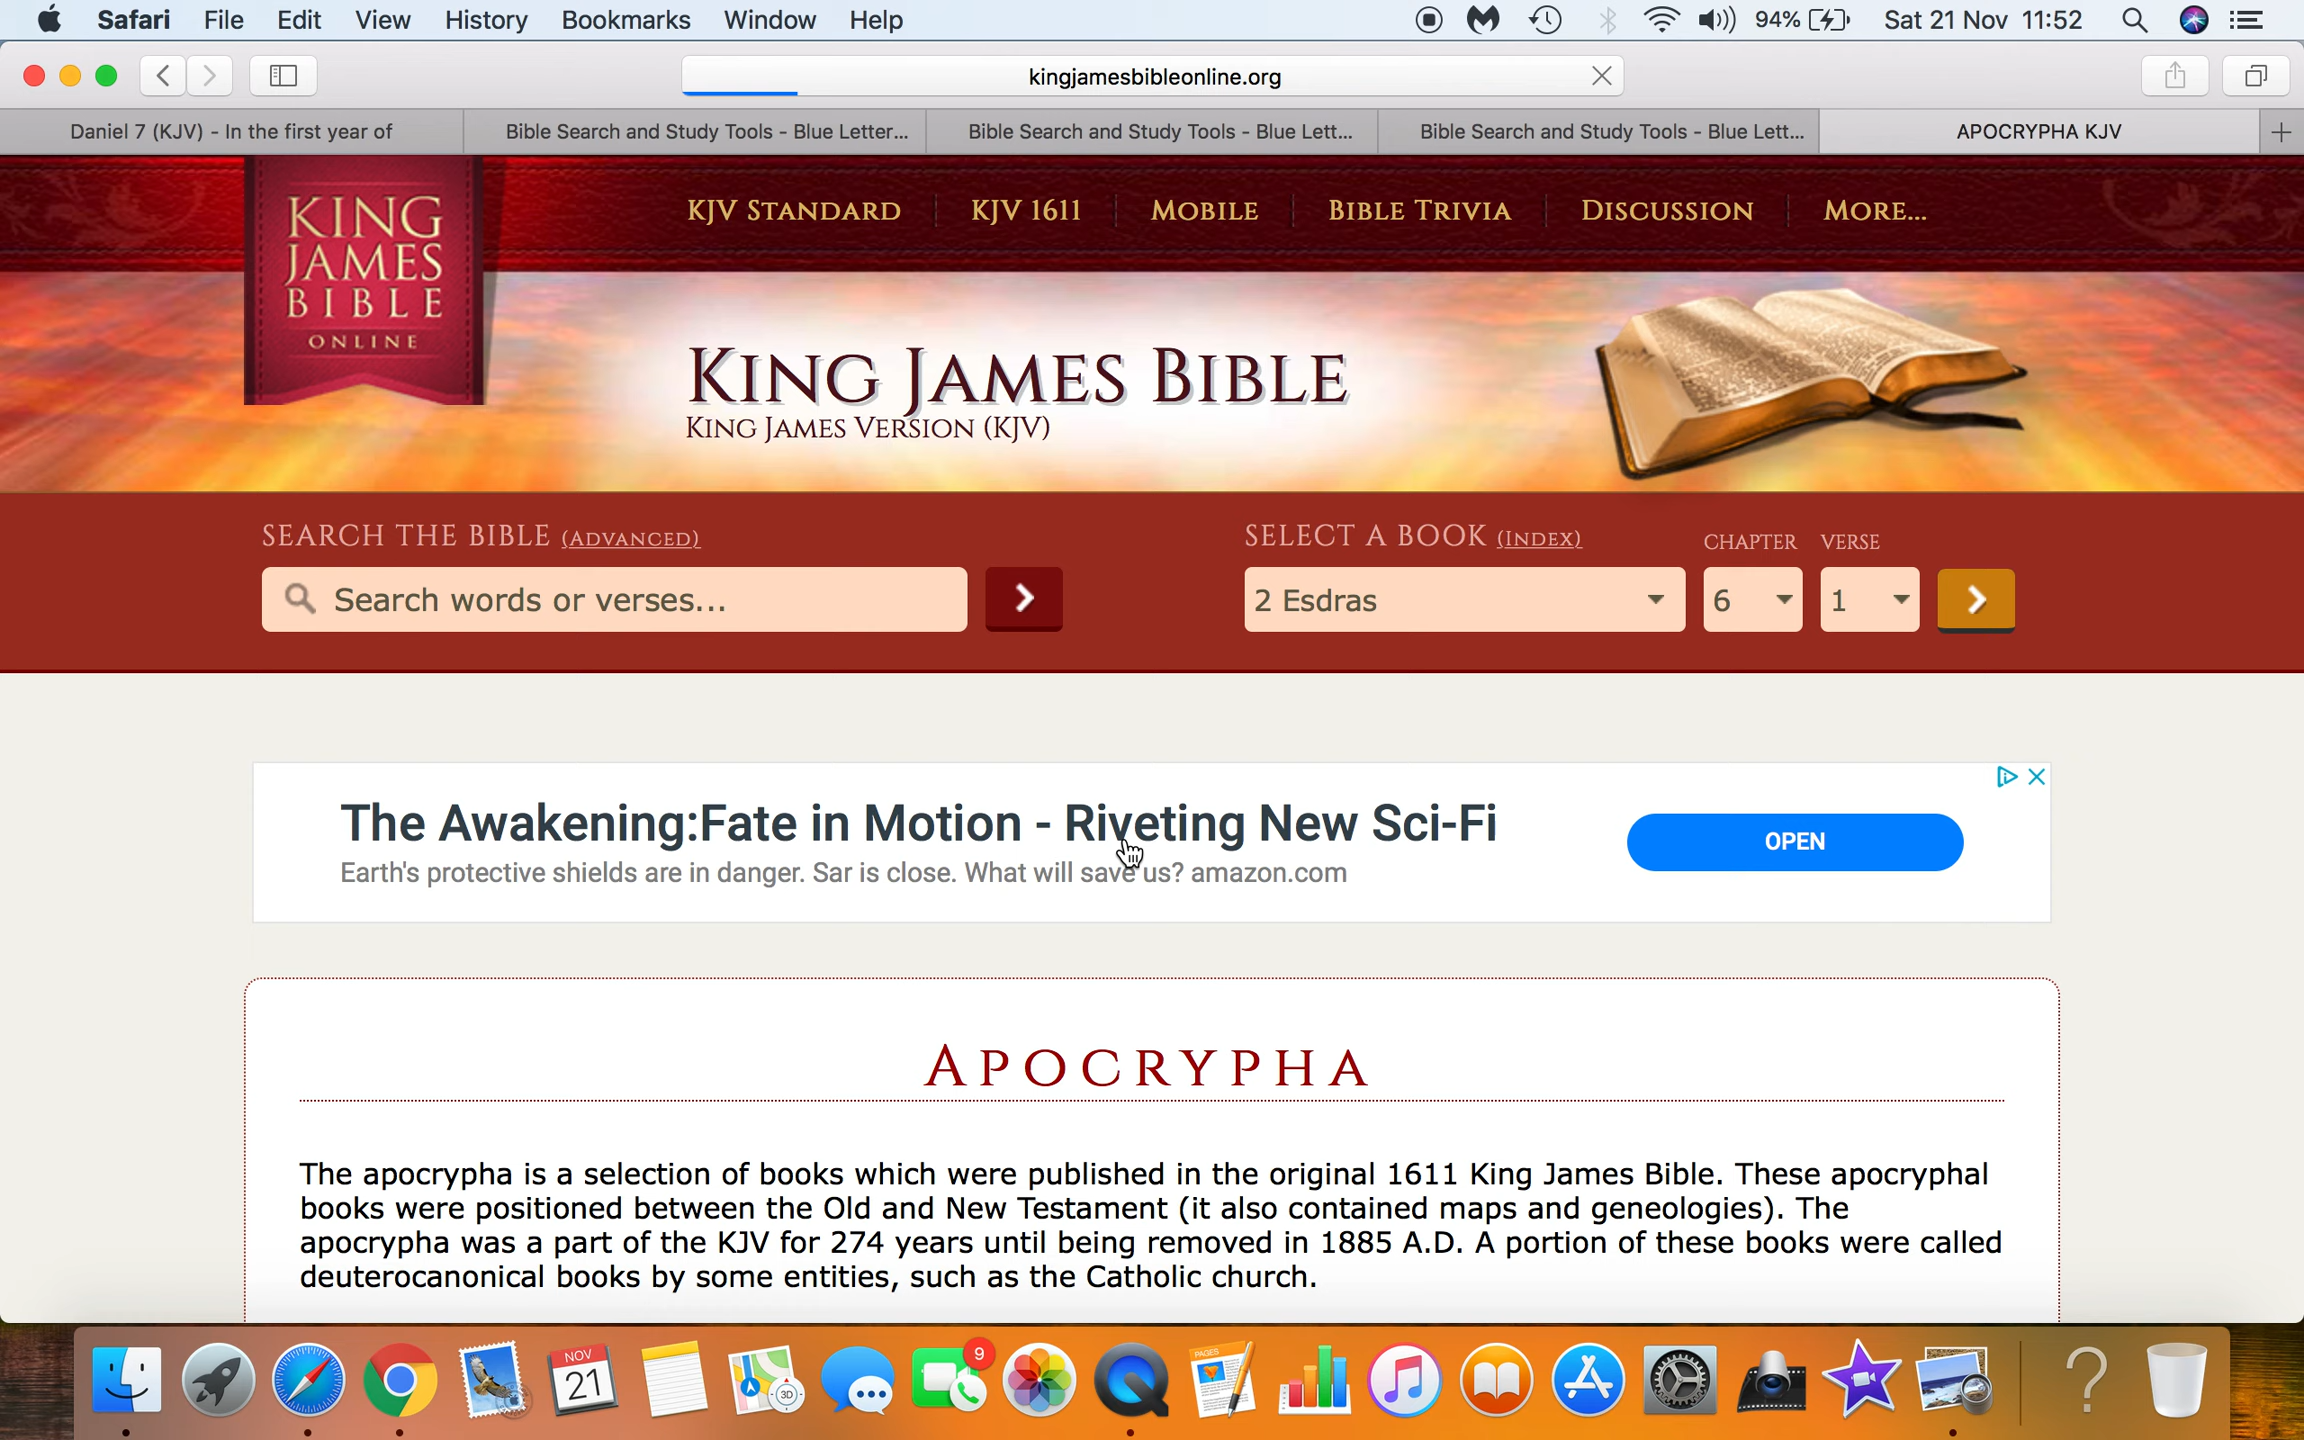 Safari File Edit View History Bookmarks Window Help 94% Sat 21 Nov 11:52
kingjamesbibleonline.org
Daniel 7 (KJV) - In the first year of
Bible Search and Study Tools - Blue Letter...
Bible Search and Study Tools - Blue Lett...
Bible Search and Study Tools - Blue Lett...
APOCRYPHA KJV
KING
JAMES
BIBLE
ONLINE
KJV STANDARD KJV 1611 MOBILE BIBLE TRIVIA DISCUSSION MORE...
KING JAMES BIBLE
KING JAMES VERSION (KJV)
SEARCH THE BIBLE (ADVANCED)
Search words or verses...
SELECT A BOOK (INDEX) CHAPTER VERSE
2 Esdras 6 1
The Awakening:Fate in Motion - Riveting New Sci-Fi
Earth's protective shields are in danger. Sar is close. What will save us? amazon.com
OPEN
APOCRYPHA
The apocrypha is a selection of books which were published in the original 1611 King James Bible. These apocryphal
books were positioned between the Old and New Testament (it also contained maps and geneologies). The
apocrypha was a part of the KJV for 274 years until being removed in 1885 A.D. A portion of these books were called
deuterocanonical books by some entities, such as the Catholic church.
NOV
21
3D
9
PAGES